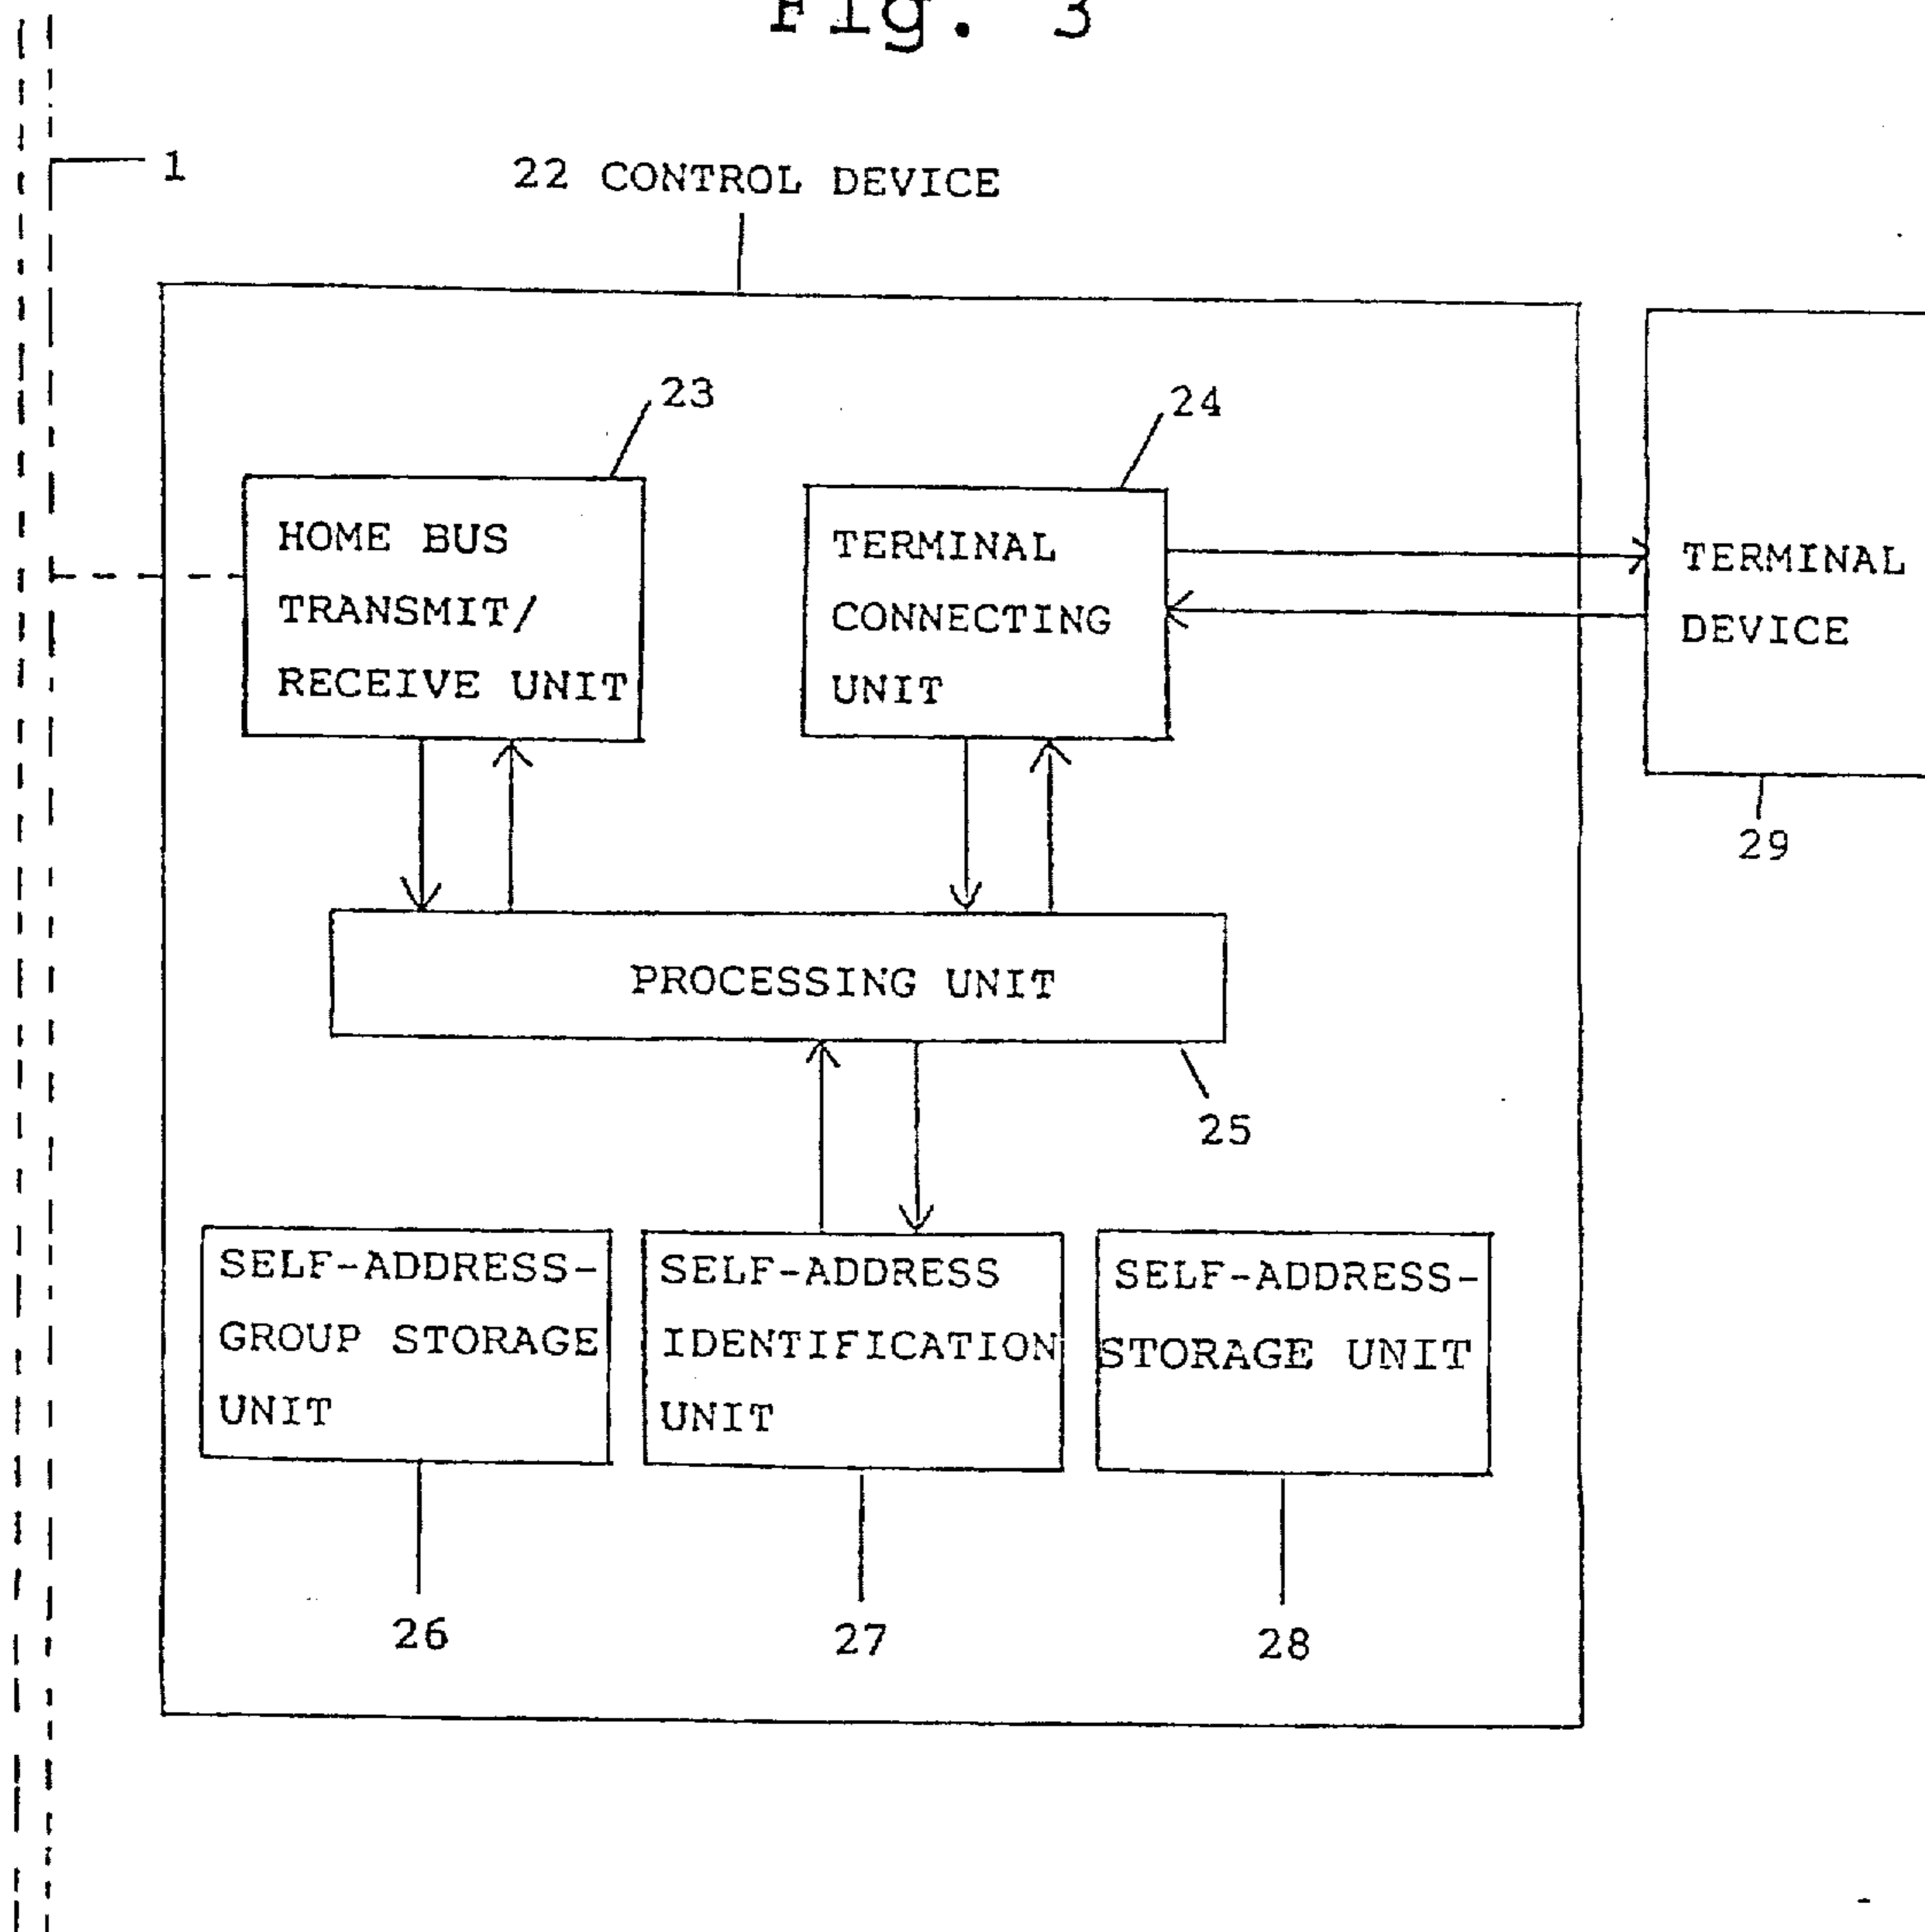 Fig. 3
1
22 CONTROL DEVICE
23
24
HOME BUS
TRANSMIT/
RECEIVE UNIT
TERMINAL
CONNECTING
UNIT
TERMINAL
DEVICE
29
PROCESSING UNIT
25
SELF-ADDRESS-
GROUP STORAGE
UNIT
SELF-ADDRESS
IDENTIFICATION
UNIT
SELF-ADDRESS-
STORAGE UNIT
26
27
28